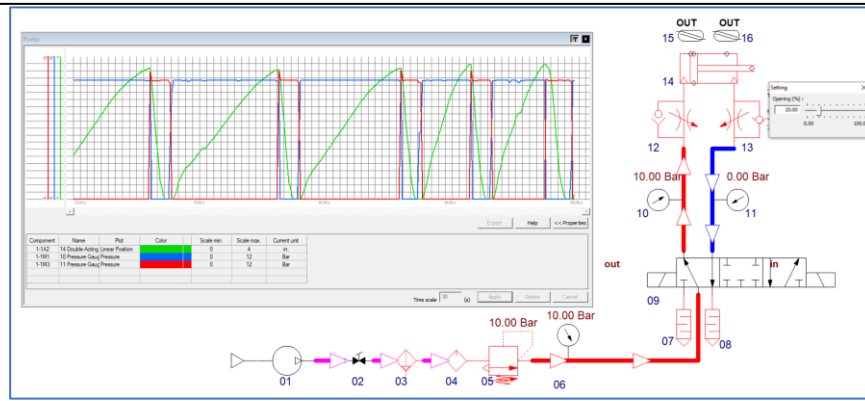 Plotter
Export
Help
<< Properties
Component Name Plot Color Scale min. Scale max. Current unit
1-1A2 14 Double-Acting Linear Position 0 4 in.
1-1M1 10 Pressure Gaug Pressure 0 12 Bar
1-1M3 11 Pressure Gaug Pressure 0 12 Bar
Time scale 30 (s) Apply Delete Cancel
OUT OUT
15 16
14
Setting
Opening (%) :
20.00
0.00 100.0
12 13
10.00 Bar 0.00 Bar
10 11
out in
09
07 08
10.00 Bar 10.00 Bar
01 02 03 04 05 06